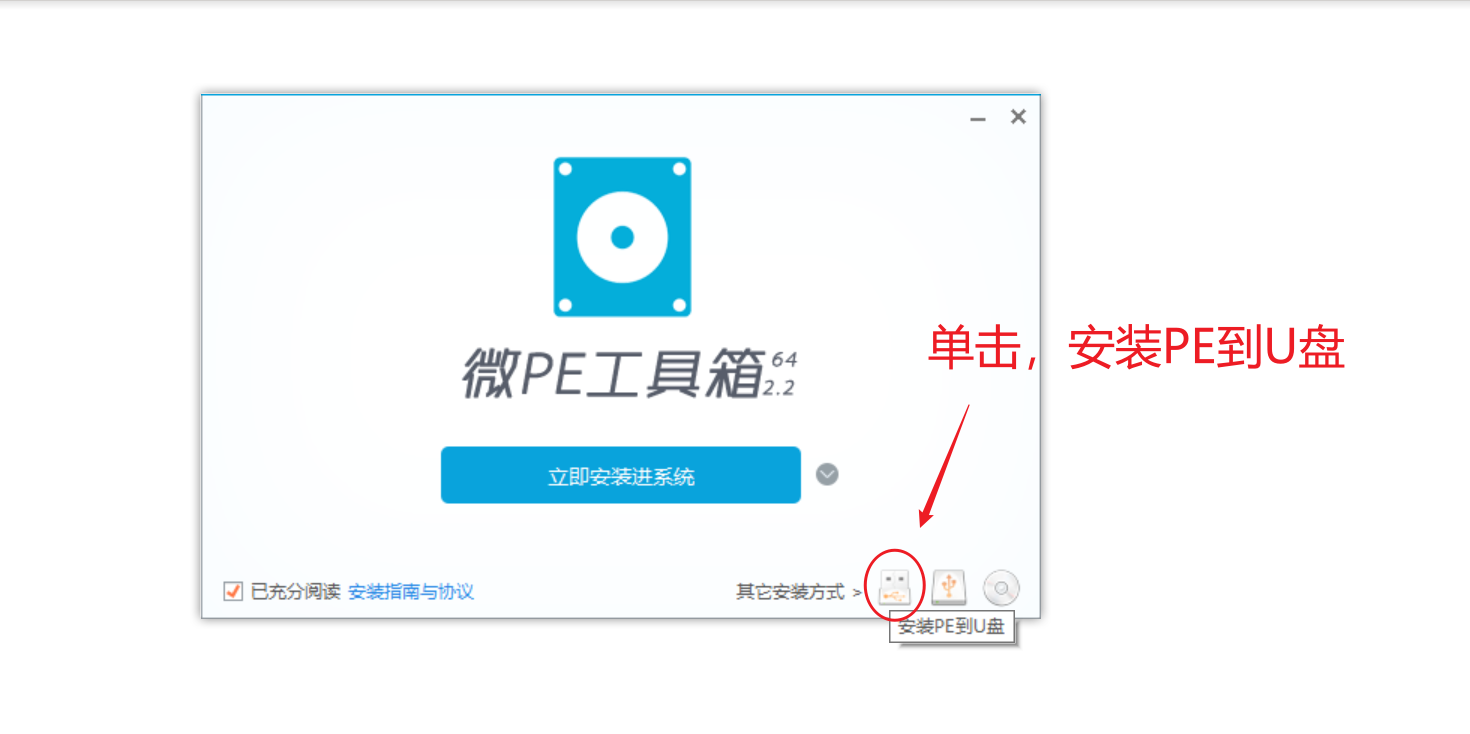 微PE工具箱 64 2.2
单击，安装PE到U盘
立即安装进系统
已充分阅读 安装指南与协议
其它安装方式 >
安装PE到U盘